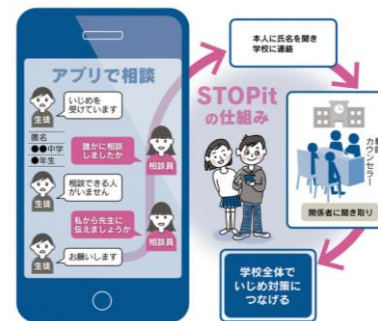 アプリで相談
いじめを
受けています
生徒
匿名
●●中学
●年生
誰かに相談
しましたか
相談員
相談できる人
がいません
生徒
私から先生に
伝えましょうか
相談員
お願いします
生徒
STOPit
の仕組み
本人に氏名を聞き
学校に連絡
カウンセラー
関係者に聞き取り
学校全体で
いじめ対策に
つなげる